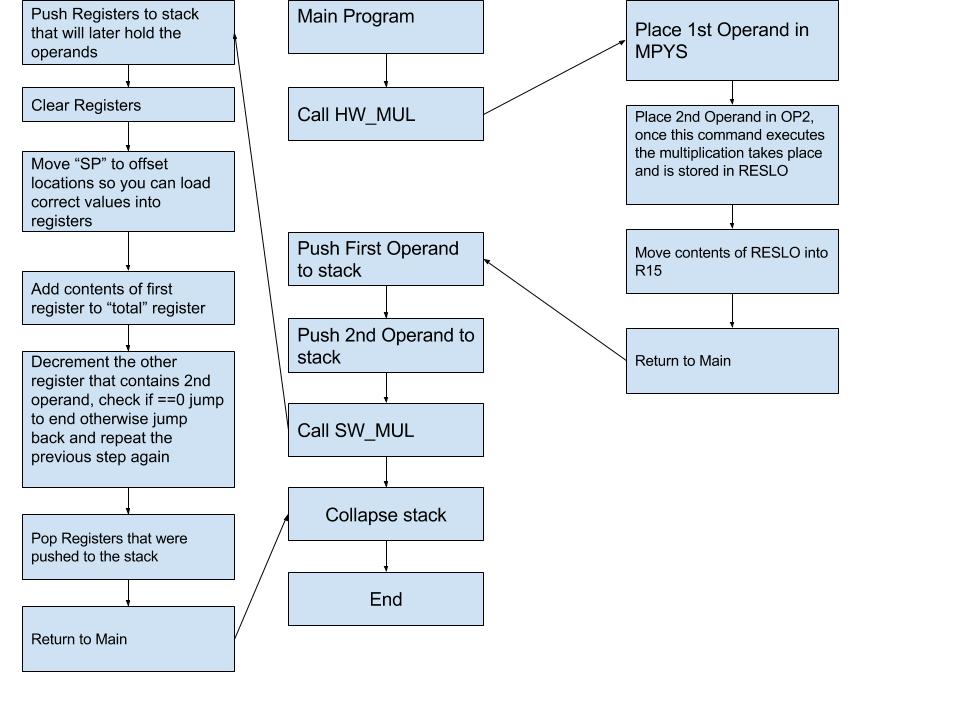 Push Registers to stack
that will later hold the
operands
Clear Registers
Move “SP” to offset
locations so you can load
correct values into
registers
Add contents of first
register to “total” register
Decrement the other
register that contains 2nd
operand, check if ==0 jump
to end otherwise jump
back and repeat the
previous step again
Pop Registers that were
pushed to the stack
Return to Main
Main Program
Call HW_MUL
Push First Operand
to stack
Push 2nd Operand to
stack
Call SW_MUL
Collapse stack
End
Place 1st Operand in
MPYS
Place 2nd Operand in OP2,
once this command executes
the multiplication takes place
and is stored in RESLO
Move contents of RESLO into
R15
Return to Main